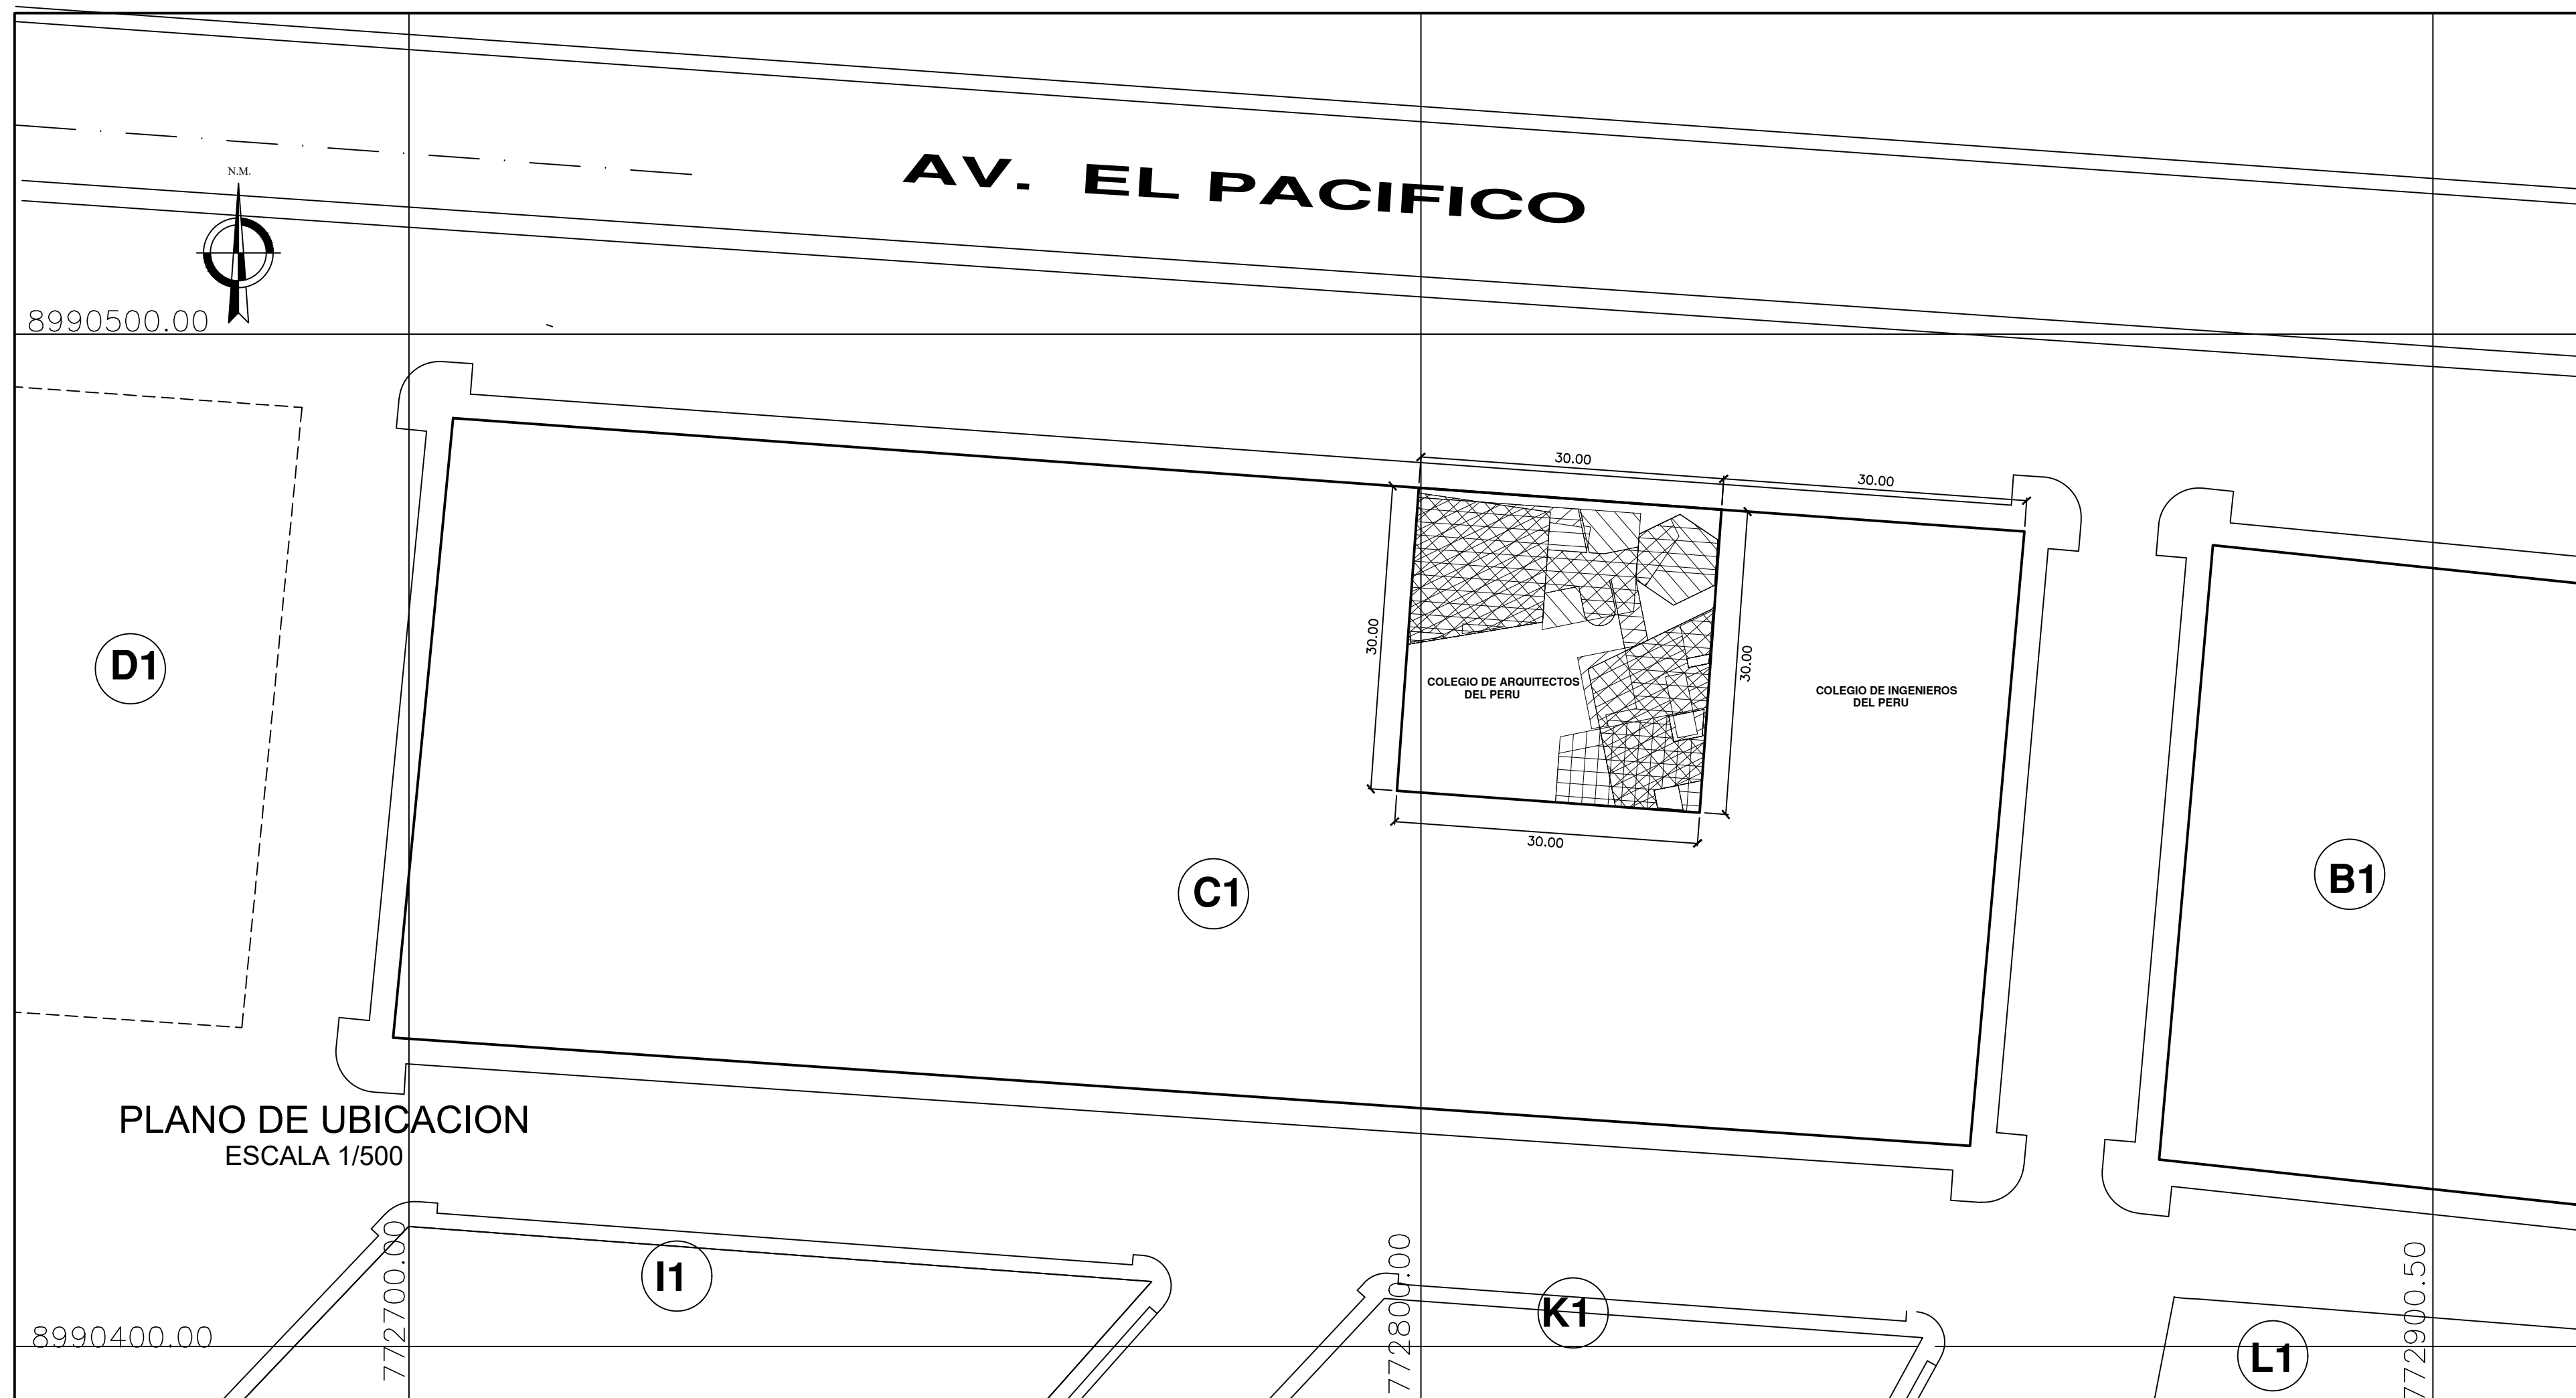 AV. EL PACIFICO
N.M.
8990500.00
30.00
30.00
30.00
30.00
COLEGIO DE ARQUITECTOS
DEL PERU
COLEGIO DE INGENIEROS
DEL PERU
30.00
D1
C1
B1
PLANO DE UBICACION
ESCALA 1/500
I1
K1
L1
772700.00
772800.00
772900.50
8990400.00